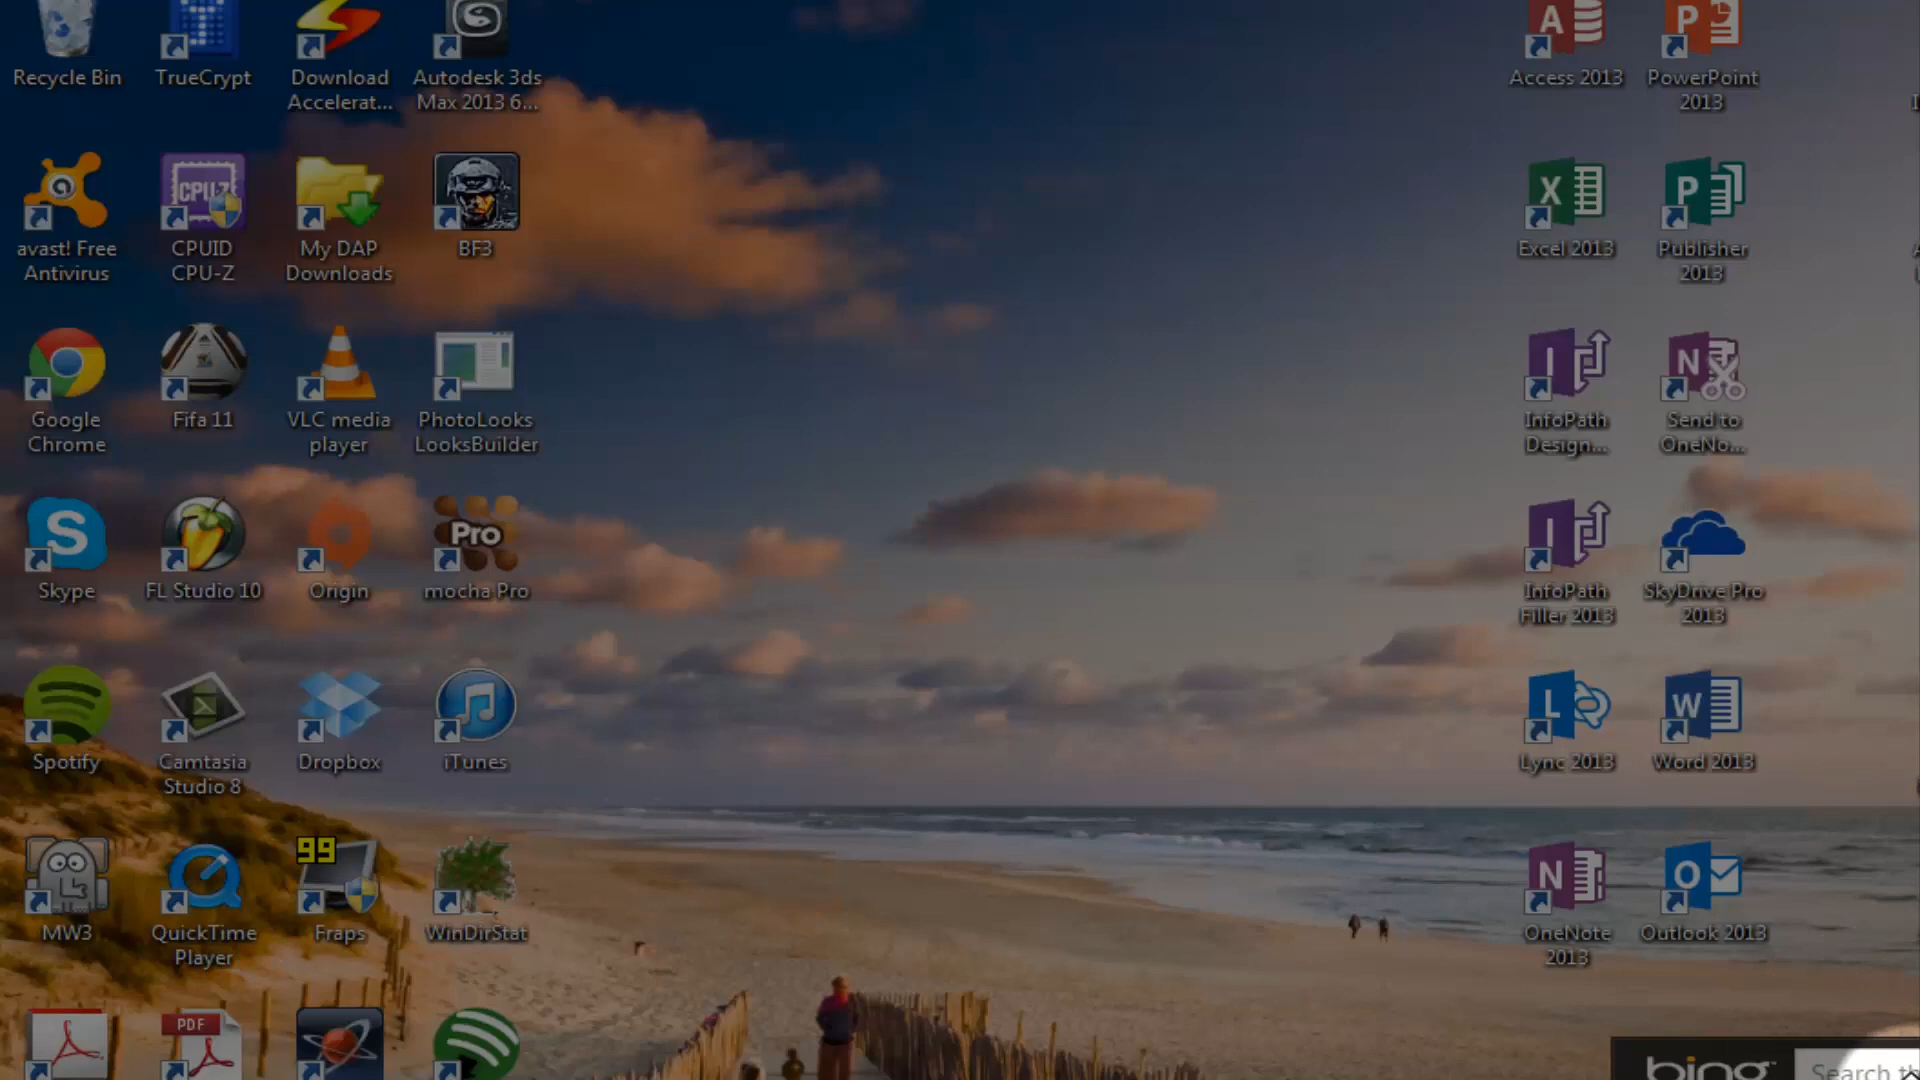 Recycle Bin
TrueCrypt
Download
Accelerat...
Autodesk 3ds
Max 2013 6...
Access 2013
PowerPoint
2013
avast! Free
Antivirus
CPU-Z
CPUID
CPU-Z
My DAP
Downloads
BF3
Excel 2013
Publisher
2013
Google
Chrome
Fifa 11
VLC media
player
PhotoLooks
LooksBuilder
InfoPath
Design...
Send to
OneNo...
Skype
FL Studio 10
Origin
Pro
mocha Pro
InfoPath
Filler 2013
SkyDrive Pro
2013
Spotify
Camtasia
Studio 8
Dropbox
iTunes
Lync 2013
Word 2013
99
MW3
QuickTime
Player
Fraps
WinDirStat
OneNote
2013
Outlook 2013
PDF
bing
Search th